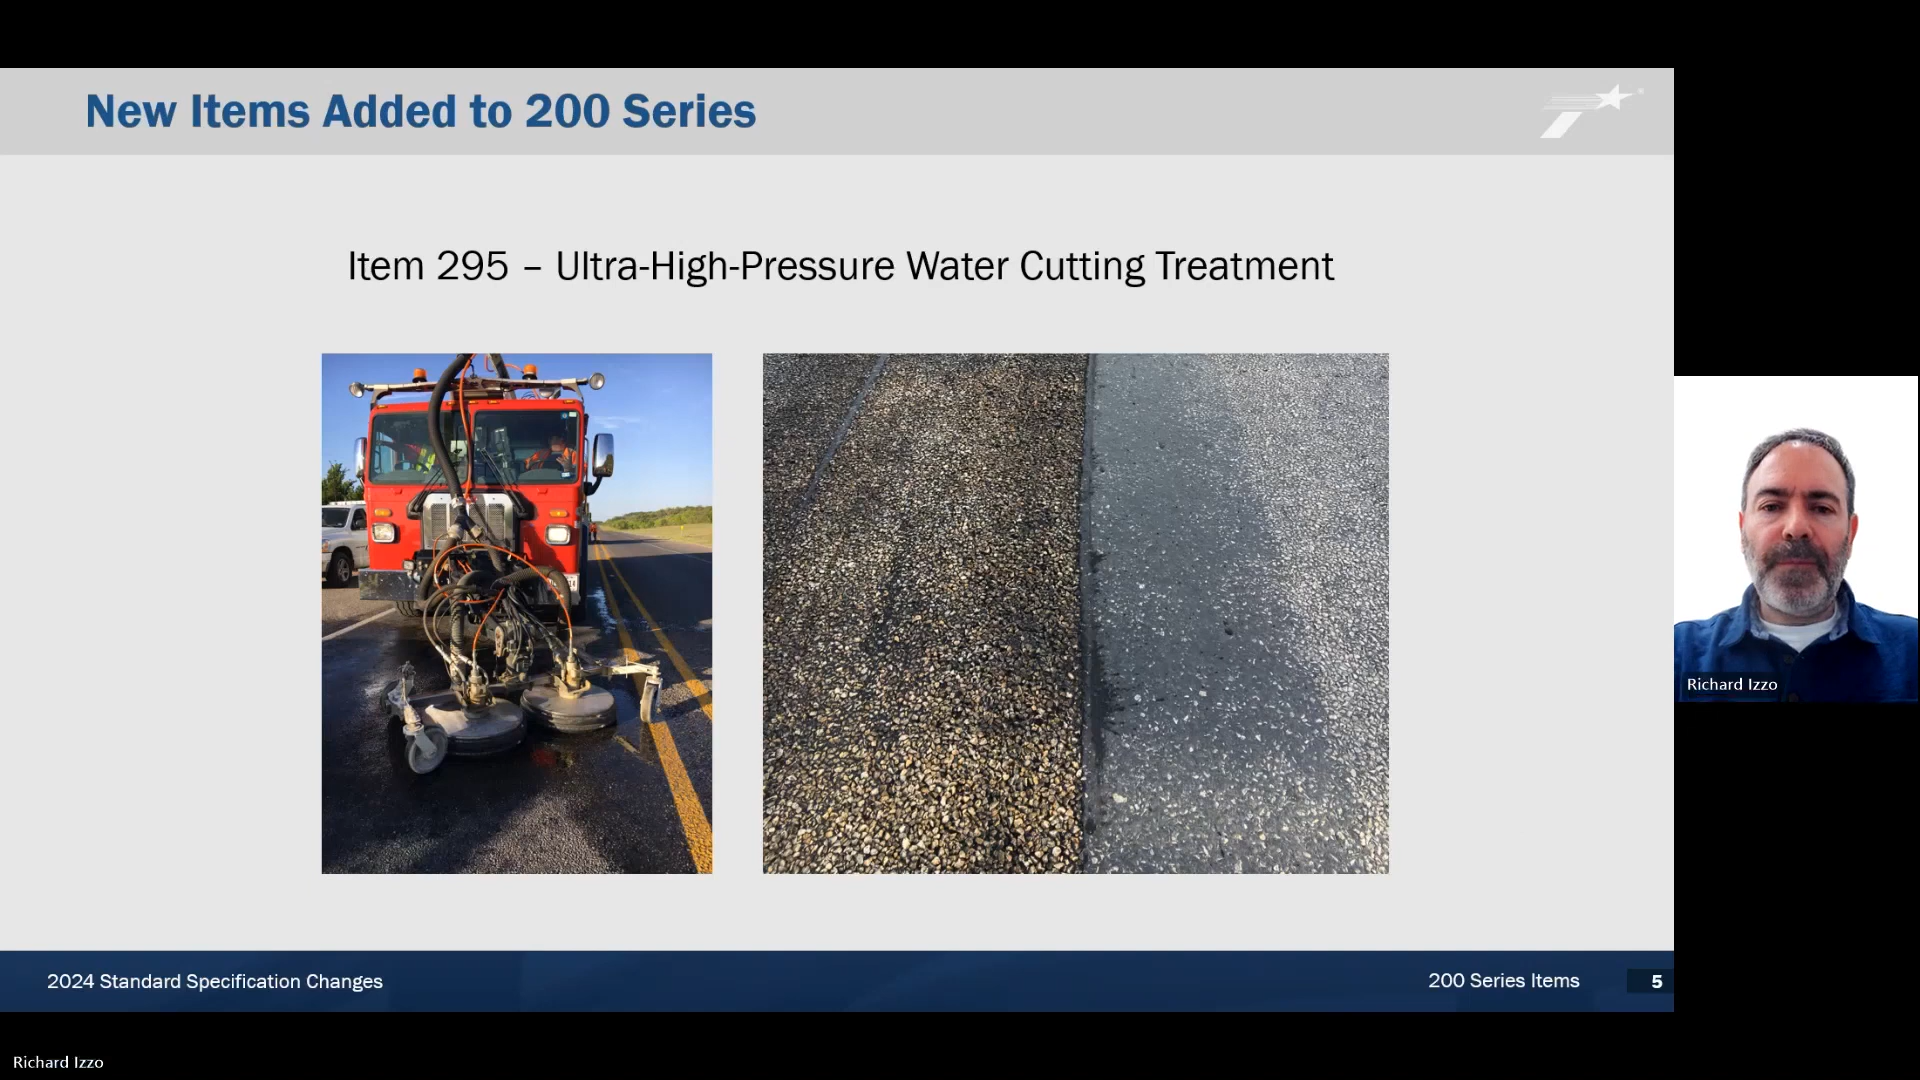 New Items Added to 200 Series
Item 295 – Ultra-High-Pressure Water Cutting Treatment
Richard Izzo
2024 Standard Specification Changes
200 Series Items
5
Richard Izzo